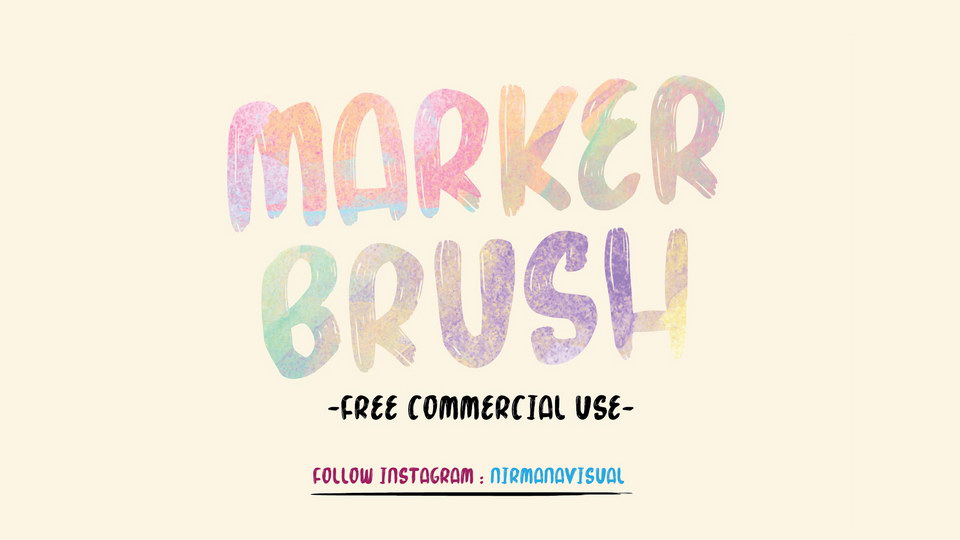 MARKER
BRUSH
-FREE COMMERCIAL USE-
FOLLOW INSTAGRAM : NIRMANAVISUAL